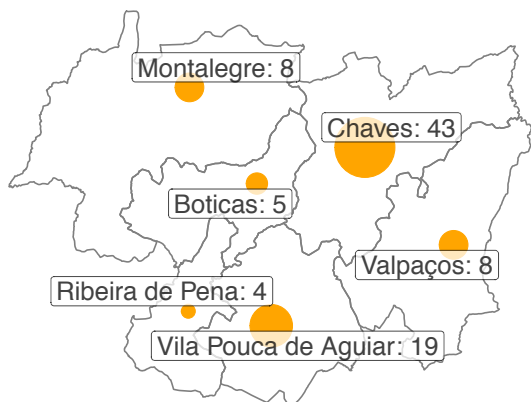 Montalegre: 8
Chaves: 43
Boticas: 5
Valpaços: 8
Ribeira de Pena: 4
Vila Pouca de Aguiar: 19